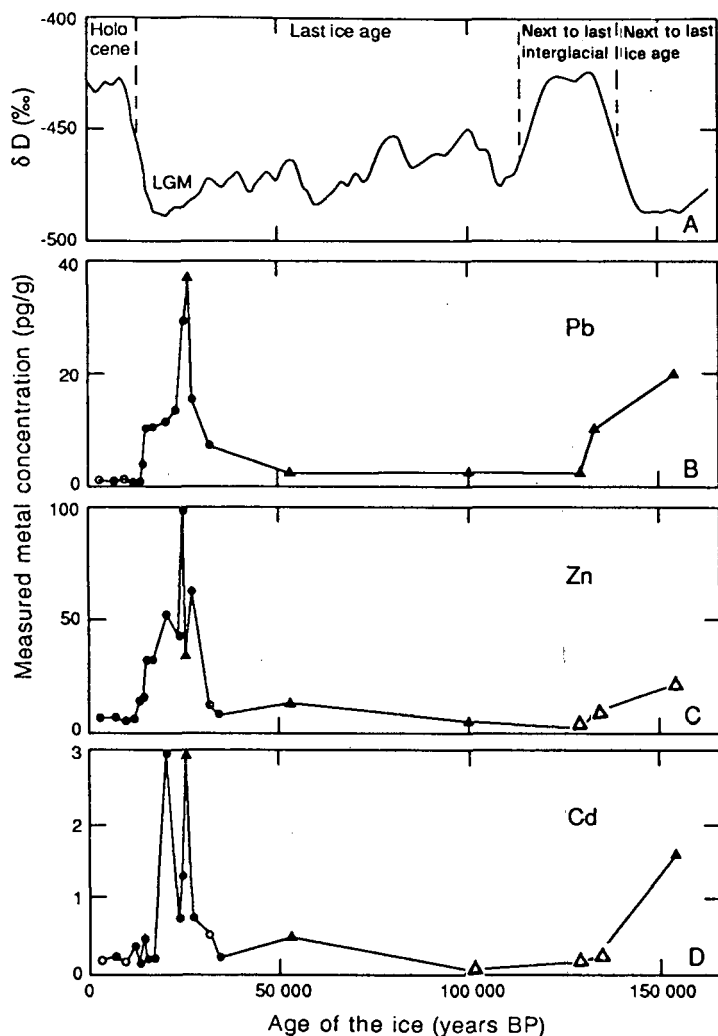 -400
-450
-500
δ D (‰)
Holo
cene
Last ice age
Next to last
interglacial
Next to last
ice age
LGM
A
40
20
0
Pb
B
Measured metal concentration (pg/g)
100
50
0
Zn
C
3
2
1
0
Cd
D
0
50 000
100 000
150 000
Age of the ice (years BP)